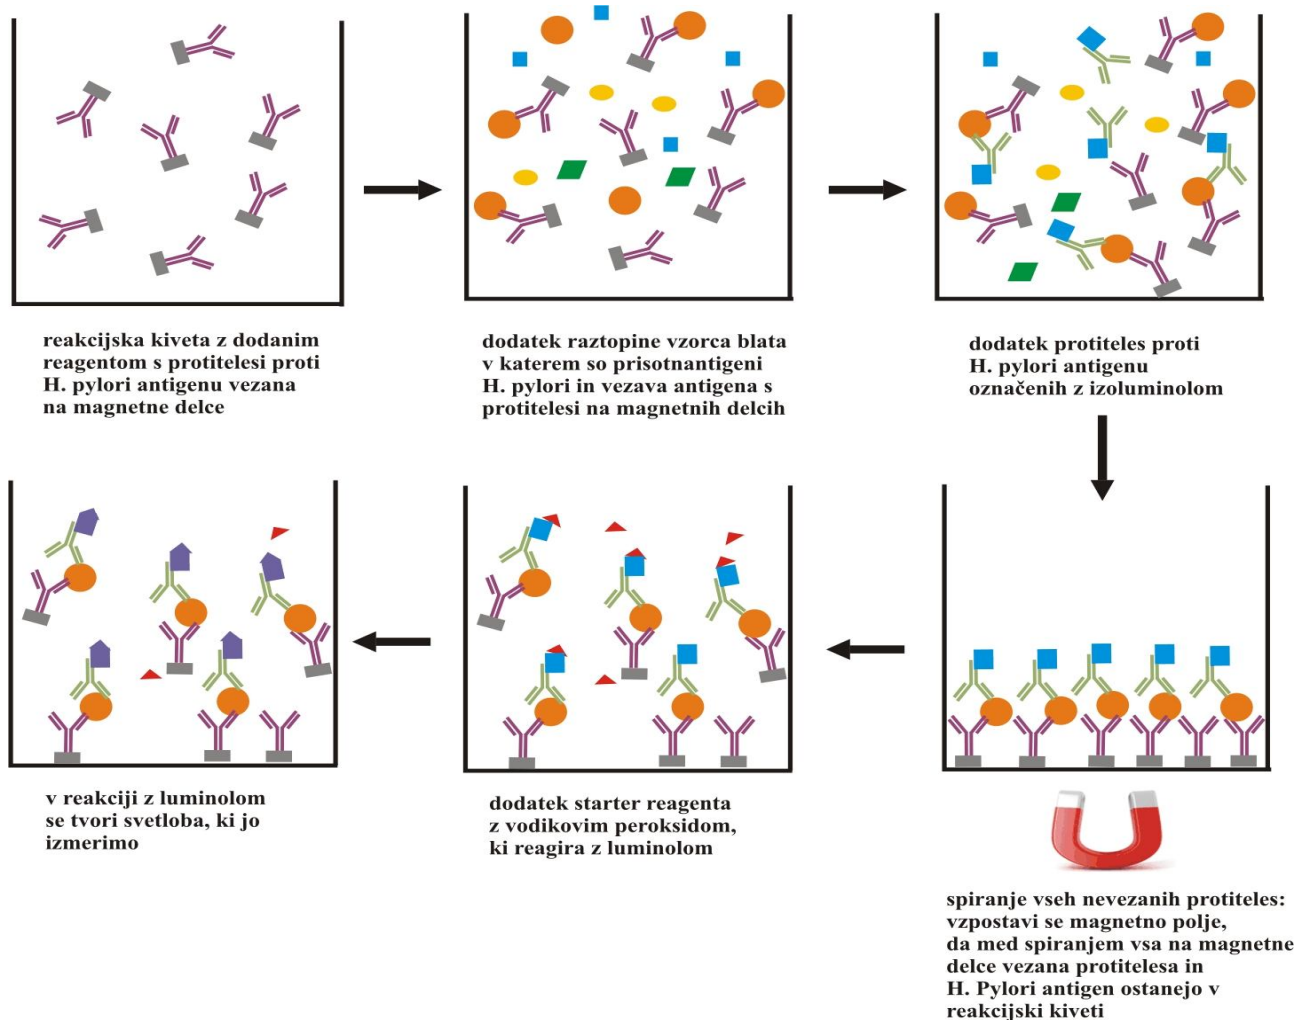 reakcijska kiveta z dodanim
reagentom s protitelesi proti
H. pylori antigenu vezana
na magnetne delce
dodatek raztopine vzorca blata
v katerem so prisotnantigeni
H. pylori in vezava antigena s
protitelesi na magnetnih delcih
dodatek protiteles proti
H. pylori antigenu
označenih z izoluminolom
spiranje vseh nevezanih protiteles:
vzpostavi se magnetno polje,
da med spiranjem vsa na magnetne
delce vezana protitelesa in
H. Pylori antigen ostanejo v
reakcijski kiveti
dodatek starter reagenta
z vodikovim peroksidom,
ki reagira z luminolom
v reakciji z luminolom
se tvori svetloba, ki jo
izmerimo